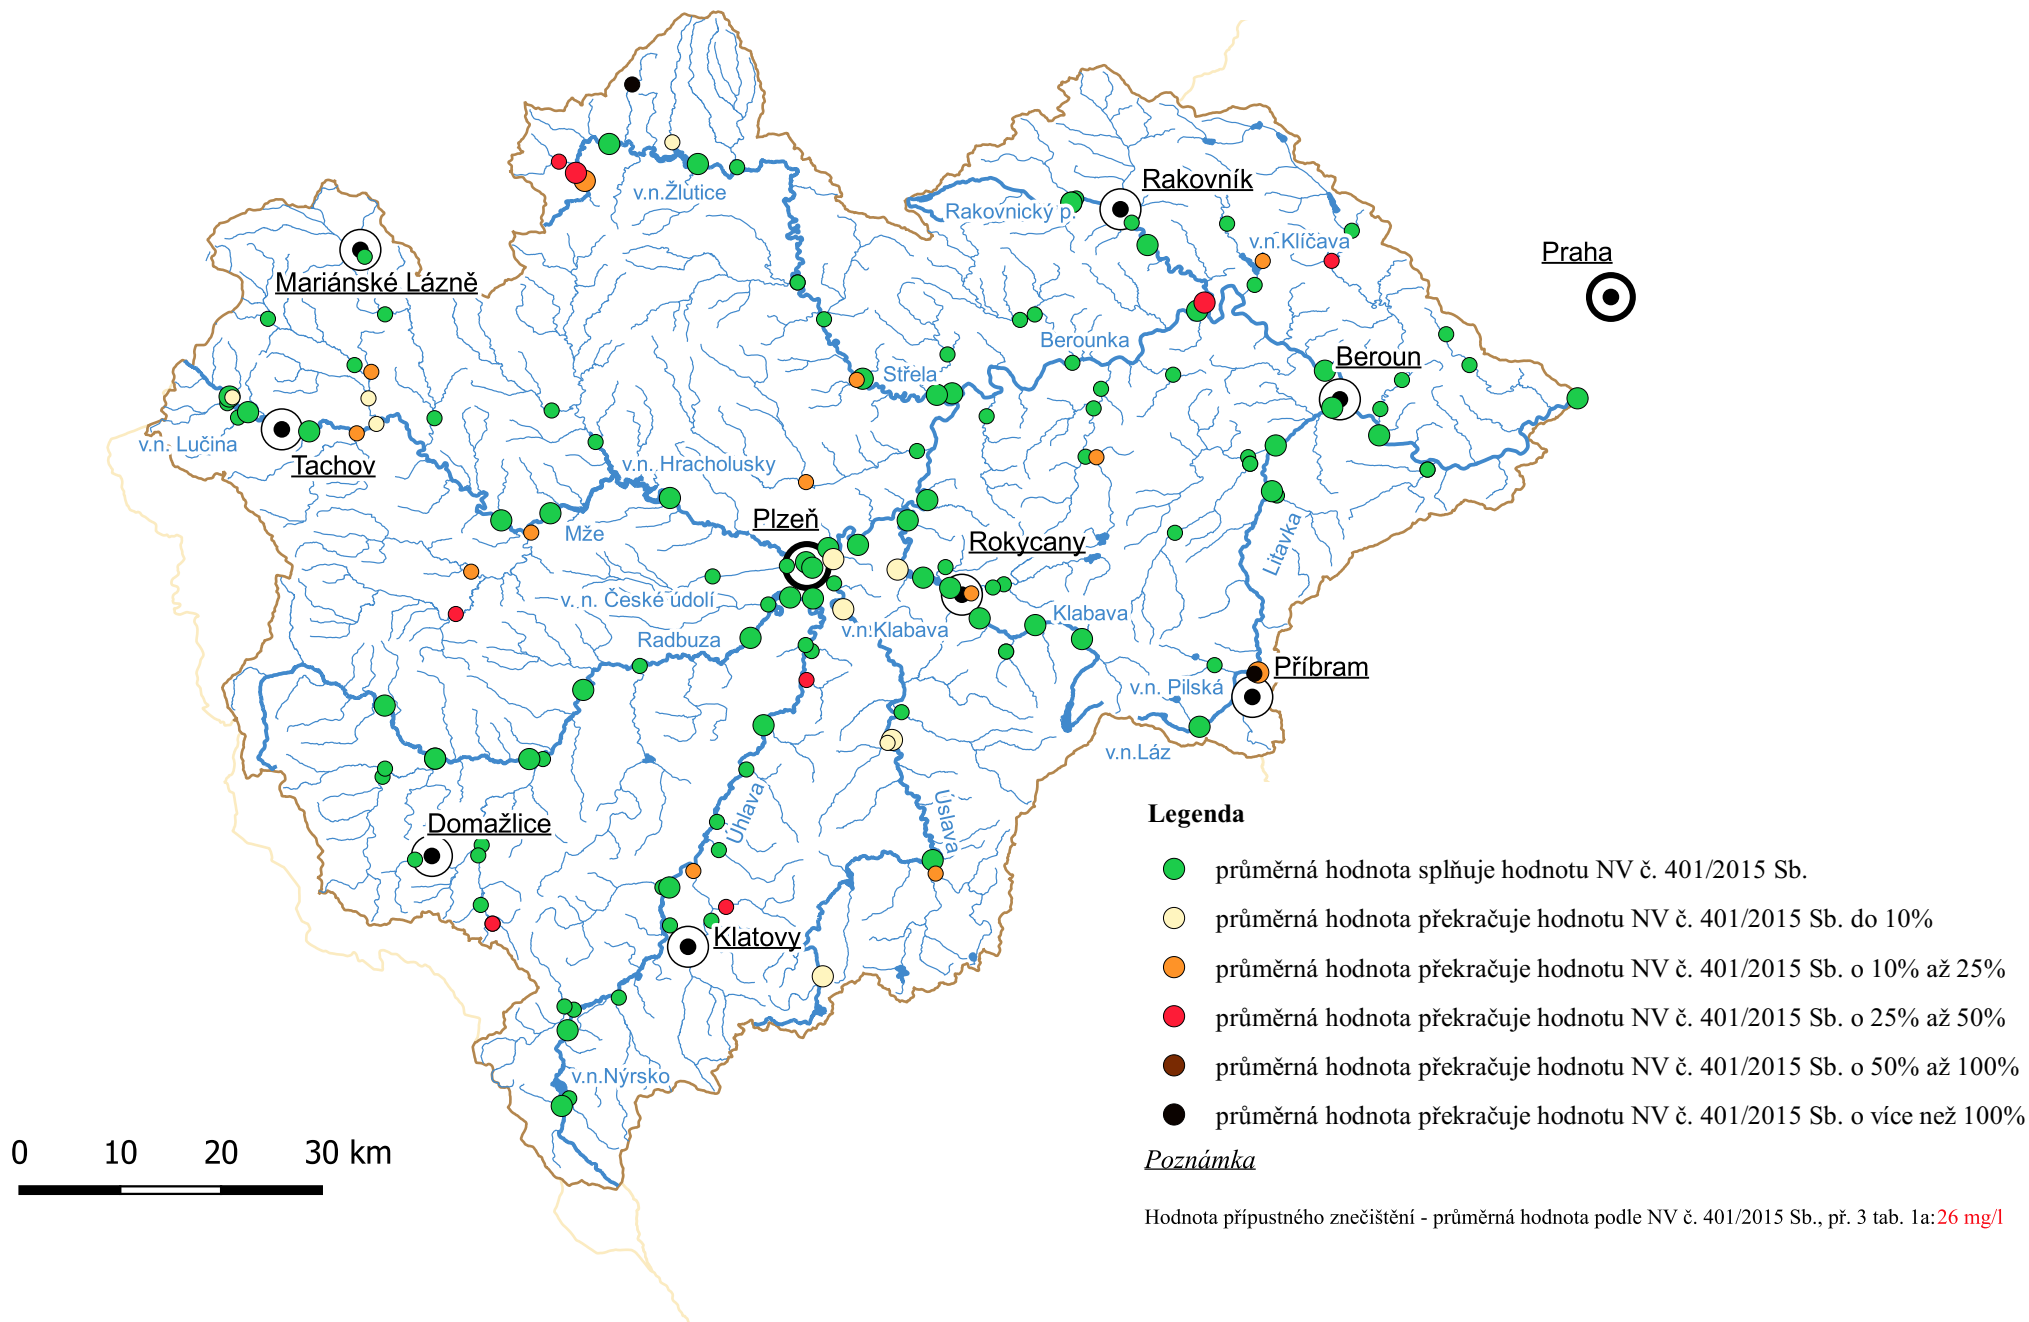 v.n.Žlutice
Rakovník
Rakovnický p.
v.n.Klíčava
Praha
Mariánské Lázně
Berounka
Beroun
Střela
v.n. Lučina
Tachov
v.n. Hracholusky
Plzeň
Mže
Rokycany
Litavka
v. n. České údolí
Klabava
Radbuza
v.n.Klabava
Příbram
v.n. Pilská
v.n.Láz
Úhlava
Úslava
Domažlice
Klatovy
v.n.Nýrsko
Legenda
průměrná hodnota splňuje hodnotu NV č. 401/2015 Sb.
průměrná hodnota překračuje hodnotu NV č. 401/2015 Sb. do 10%
průměrná hodnota překračuje hodnotu NV č. 401/2015 Sb. o 10% až 25%
průměrná hodnota překračuje hodnotu NV č. 401/2015 Sb. o 25% až 50%
průměrná hodnota překračuje hodnotu NV č. 401/2015 Sb. o 50% až 100%
průměrná hodnota překračuje hodnotu NV č. 401/2015 Sb. o více než 100%
0 10 20 30 km
Poznámka
Hodnota přípustného znečištění - průměrná hodnota podle NV č. 401/2015 Sb., př. 3 tab. 1a:26 mg/l